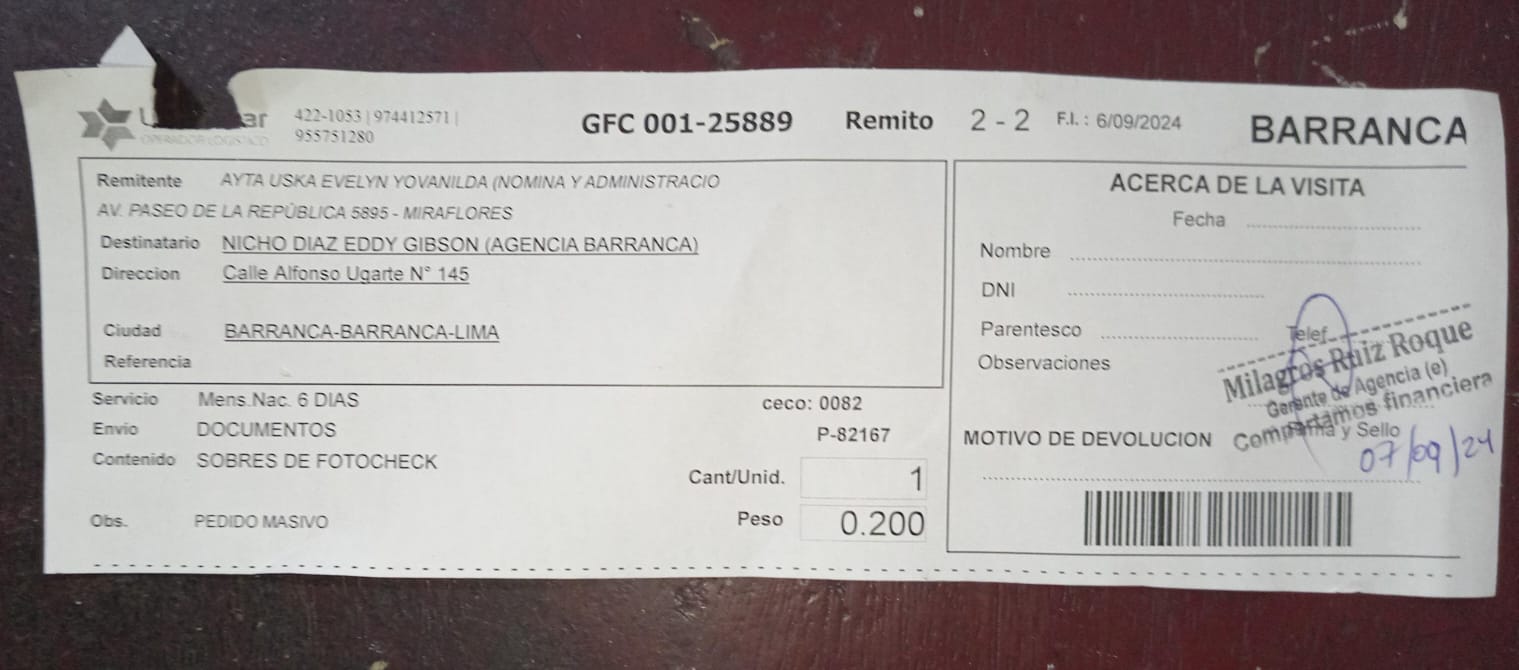 OPERADOR LOGISTICO
422-1053 | 974412571 |
955751280
GFC 001-25889 Remito 2 - 2 F.I. : 6/09/2024 BARRANCA
Remitente AYTA USKA EVELYN YOVANILDA (NOMINA Y ADMINISTRACIO
AV. PASEO DE LA REPÚBLICA 5895 - MIRAFLORES
Destinatario NICHO DIAZ EDDY GIBSON (AGENCIA BARRANCA)
Direccion Calle Alfonso Ugarte N° 145
Ciudad BARRANCA-BARRANCA-LIMA
Referencia
Servicio Mens.Nac. 6 DIAS ceco: 0082
Envio DOCUMENTOS P-82167
Contenido SOBRES DE FOTOCHECK
Cant/Unid. 1
Obs. PEDIDO MASIVO Peso 0.200
ACERCA DE LA VISITA
Fecha
Nombre
DNI
Parentesco Telef
Observaciones
Milagros Ruiz Roque
Gerente de Agencia (e)
Compartamos financiera
y Sello
MOTIVO DE DEVOLUCION
07/09/24